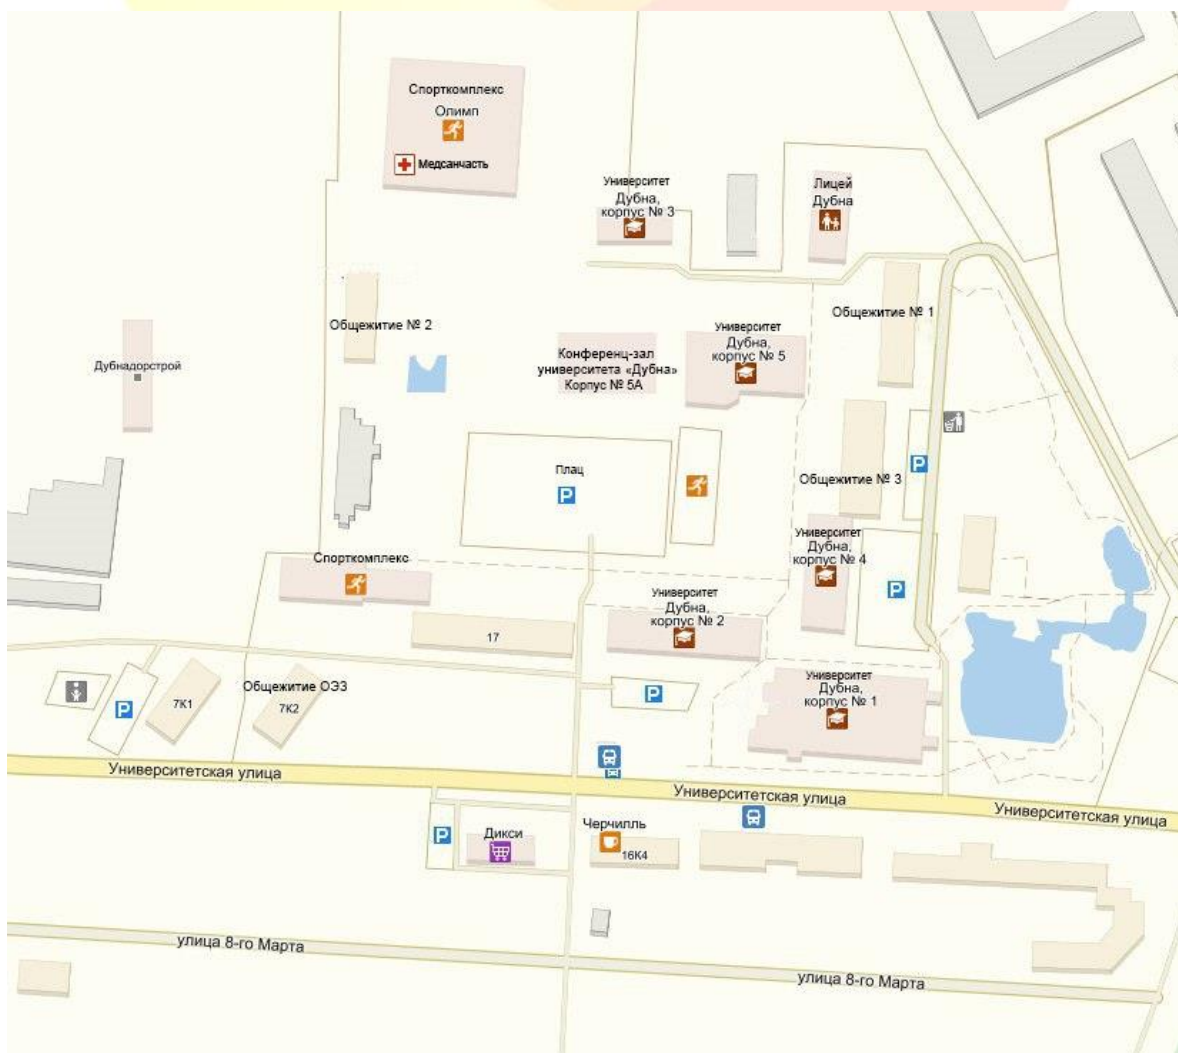 Спорткомплекс
Олимп
Медсанчасть
Университет
Дубна,
корпус № 3
Лицей
Дубна
Общежитие № 2
Общежитие № 1
Университет
Дубна,
корпус № 5
Конференц-зал
университета «Дубна»
Корпус № 5А
Дубнадорстрой
Плац
P
P
Общежитие № 3
Университет
Дубна,
корпус № 4
P
Спорткомплекс
Университет
Дубна,
корпус № 2
17
Общежитие ОЭЗ
7К1
7К2
P
P
Университет
Дубна,
корпус № 1
Университетская улица
Университетская улица
Университетская улица
P
Дикси
Черчилль
16К4
улица 8-го Марта
улица 8-го Марта